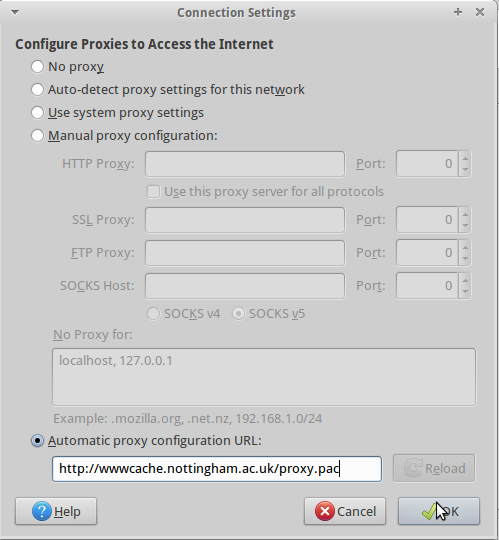 Connection Settings
Configure Proxies to Access the Internet
No proxy
Auto-detect proxy settings for this network
Use system proxy settings
Manual proxy configuration:
HTTP Proxy: Port: 0
Use this proxy server for all protocols
SSL Proxy: Port: 0
FTP Proxy: Port: 0
SOCKS Host: Port: 0
SOCKS v4 SOCKS v5
No Proxy for:
localhost, 127.0.0.1
Example: .mozilla.org, .net.nz, 192.168.1.0/24
Automatic proxy configuration URL:
http://wwwcache.nottingham.ac.uk/proxy.pac Reload
Help Cancel OK